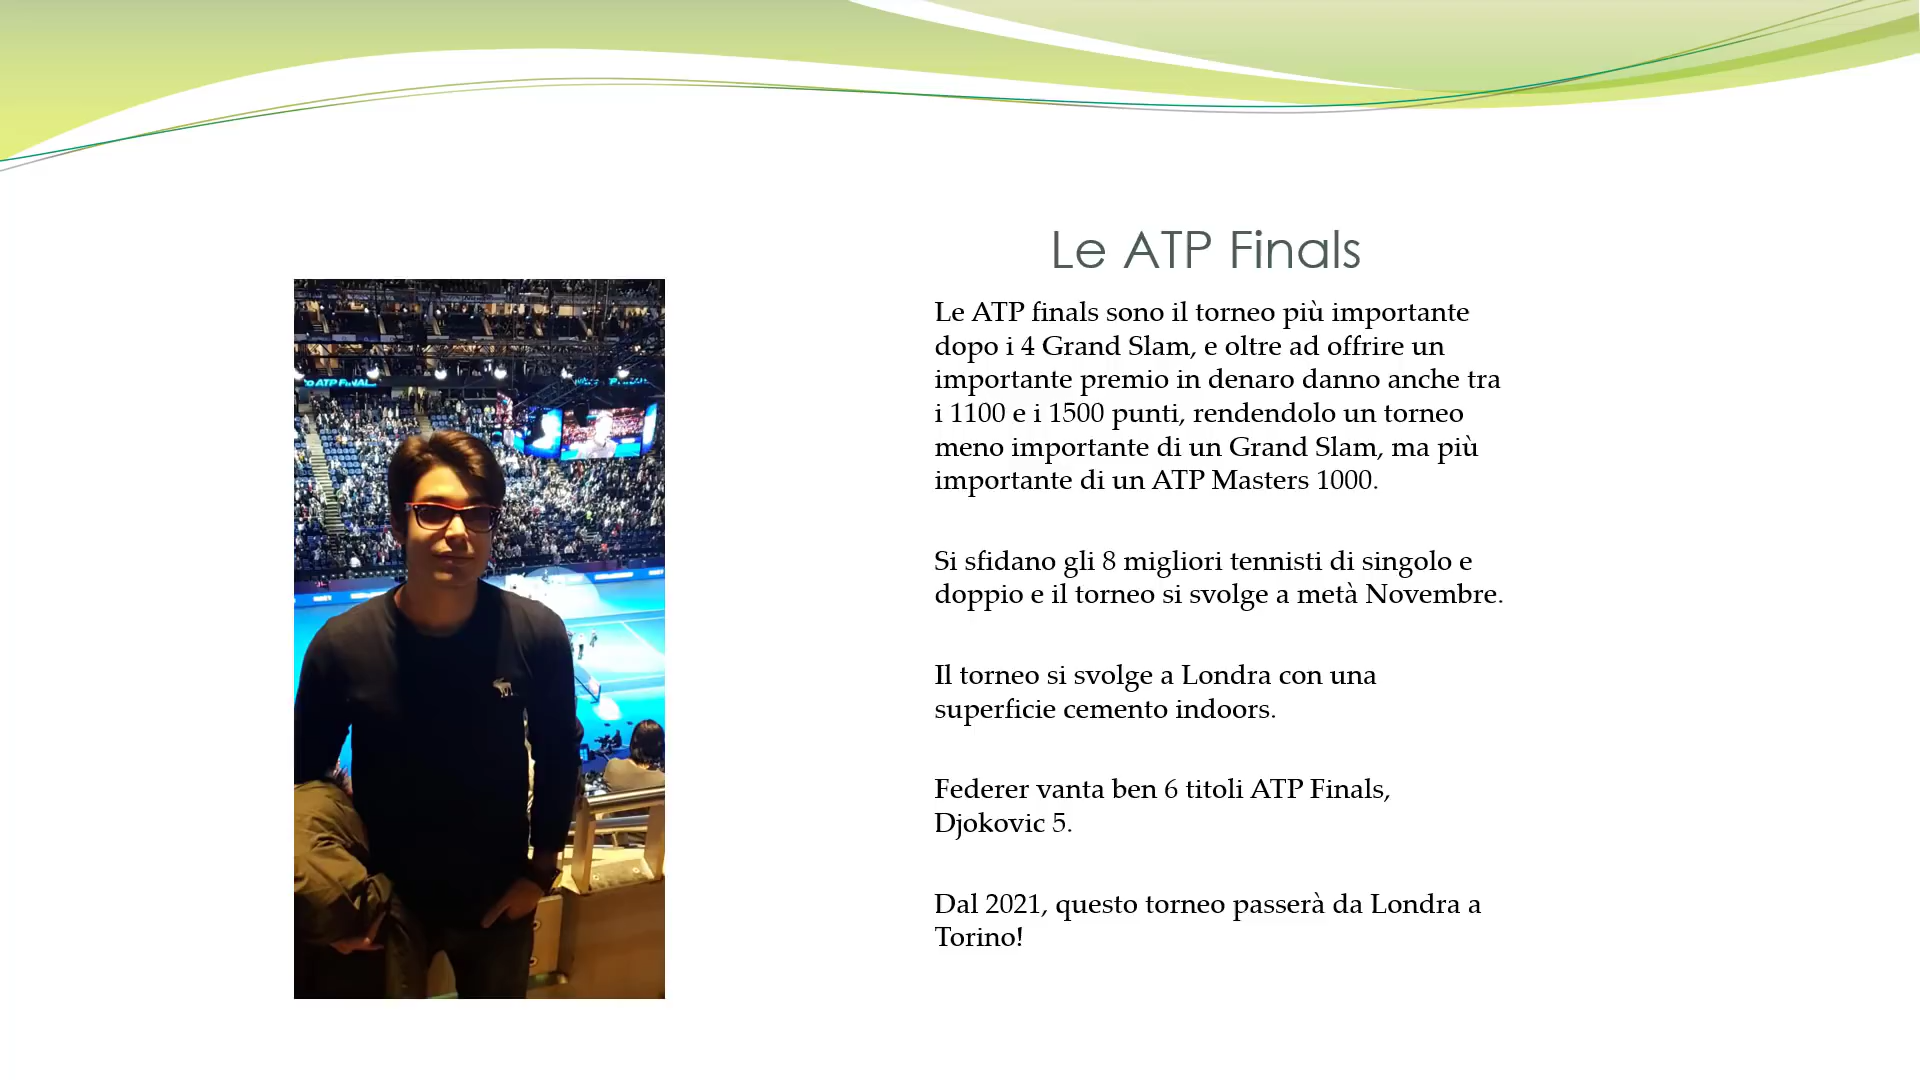 Le ATP Finals
Le ATP finals sono il torneo più importante
dopo i 4 Grand Slam, e oltre ad offrire un
importante premio in denaro danno anche tra
i 1100 e i 1500 punti, rendendolo un torneo
meno importante di un Grand Slam, ma più
importante di un ATP Masters 1000.
Si sfidano gli 8 migliori tennisti di singolo e
doppio e il torneo si svolge a metà Novembre.
Il torneo si svolge a Londra con una
superficie cemento indoors.
Federer vanta ben 6 titoli ATP Finals,
Djokovic 5.
Dal 2021, questo torneo passerà da Londra a
Torino!
ATP FINAL